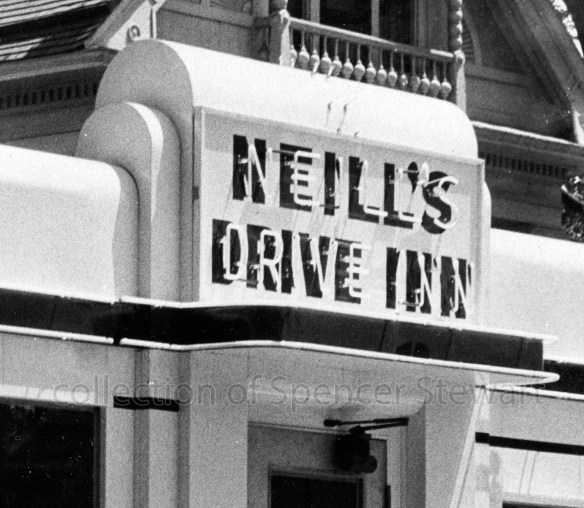 NEILL'S
DRIVE INN
collection of Spencer Stewart